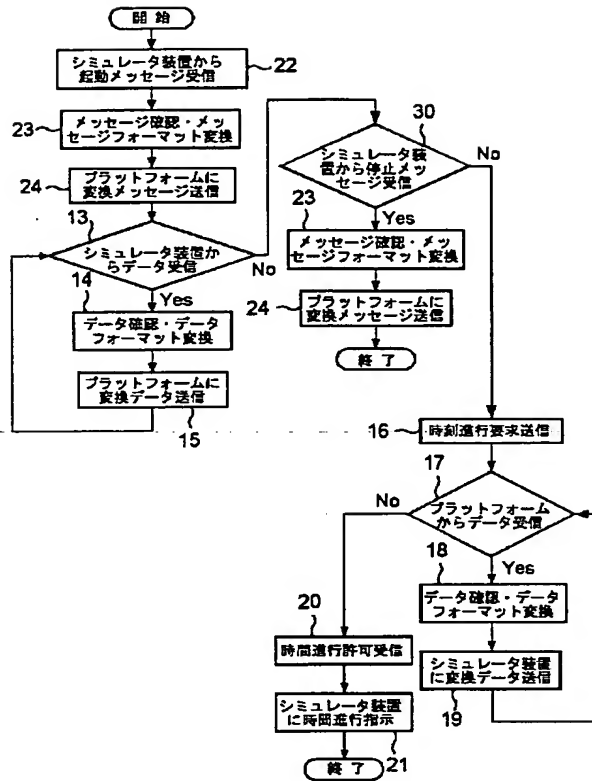 開 始
シミュレータ装置から
起動メッセージ受信
22
23
メッセージ確認・メッ
セージフォーマット変換
24
プラットフォームに
変換メッセージ送信
13
シミュレータ装置か
らデータ受信
No
Yes
14
データ確認・データ
フォーマット変換
プラットフォームに
変換データ送信
15
30
シミュレータ装
置から停止メッ
セージ受信
No
Yes
23
メッセージ確認・メッ
セージフォーマット変換
24
プラットフォームに
変換メッセージ送信
終 了
16
時刻進行要求送信
17
プラットフォーム
からデータ受信
No
Yes
18
データ確認・データ
フォーマット変換
シミュレータ装置
に変換データ送信
19
20
時間進行許可受信
シミュレータ装置
に時間進行指示
21
終 了